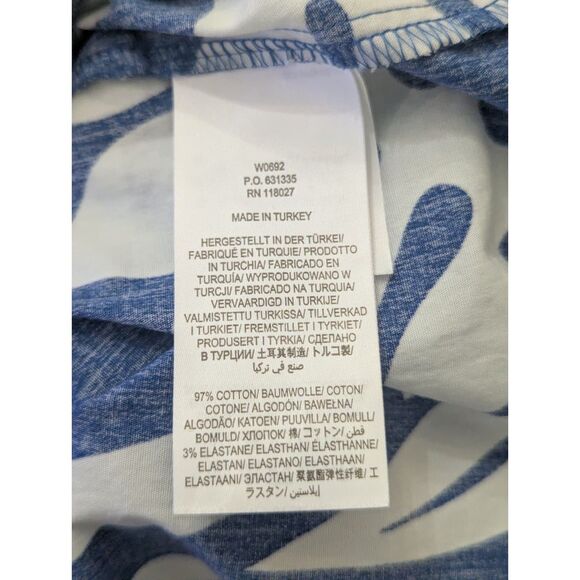 W0692
P.O. 631335
RN 118027
MADE IN TURKEY
HERGESTELLT IN DER TÜRKEI/
FABRIQUÉ EN TURQUIE/ PRODOTTO
IN TURCHIA/ FABRICADO EN
TURQUÍA/ WYPRODUKOWANO W
TURCJI/ FABRICADO NA TURQUIA/
VERVAARDIGD IN TURKIJE/
VALMISTETTU TURKISSA/ TILLVERKAD
I TURKIET/ FREMSTILLET I TYRKIET/
PRODUSERT I TYRKIA/ СДЕЛАНО
В ТУРЦИИ/ 土耳其制造/ トルコ製/
صنع في تركيا
97% COTTON/ BAUMWOLLE/ COTON/
COTONE/ ALGODÓN/ BAWEŁNA/
ALGODÃO/ KATOEN/ PUUVILLA/ BOMULL/
BOMULD/ ХЛОПОК/ 棉/ コットン/ قطن/
3% ELASTANE/ ELASTHAN/ ÉLASTHANNE/
ELASTAN/ ELASTANO/ ELASTHAAN/
ELASTAANI/ ЭЛАСТАН/ 聚氨酯弹性纤维/ エ
ラスタン/ إيلاستين/